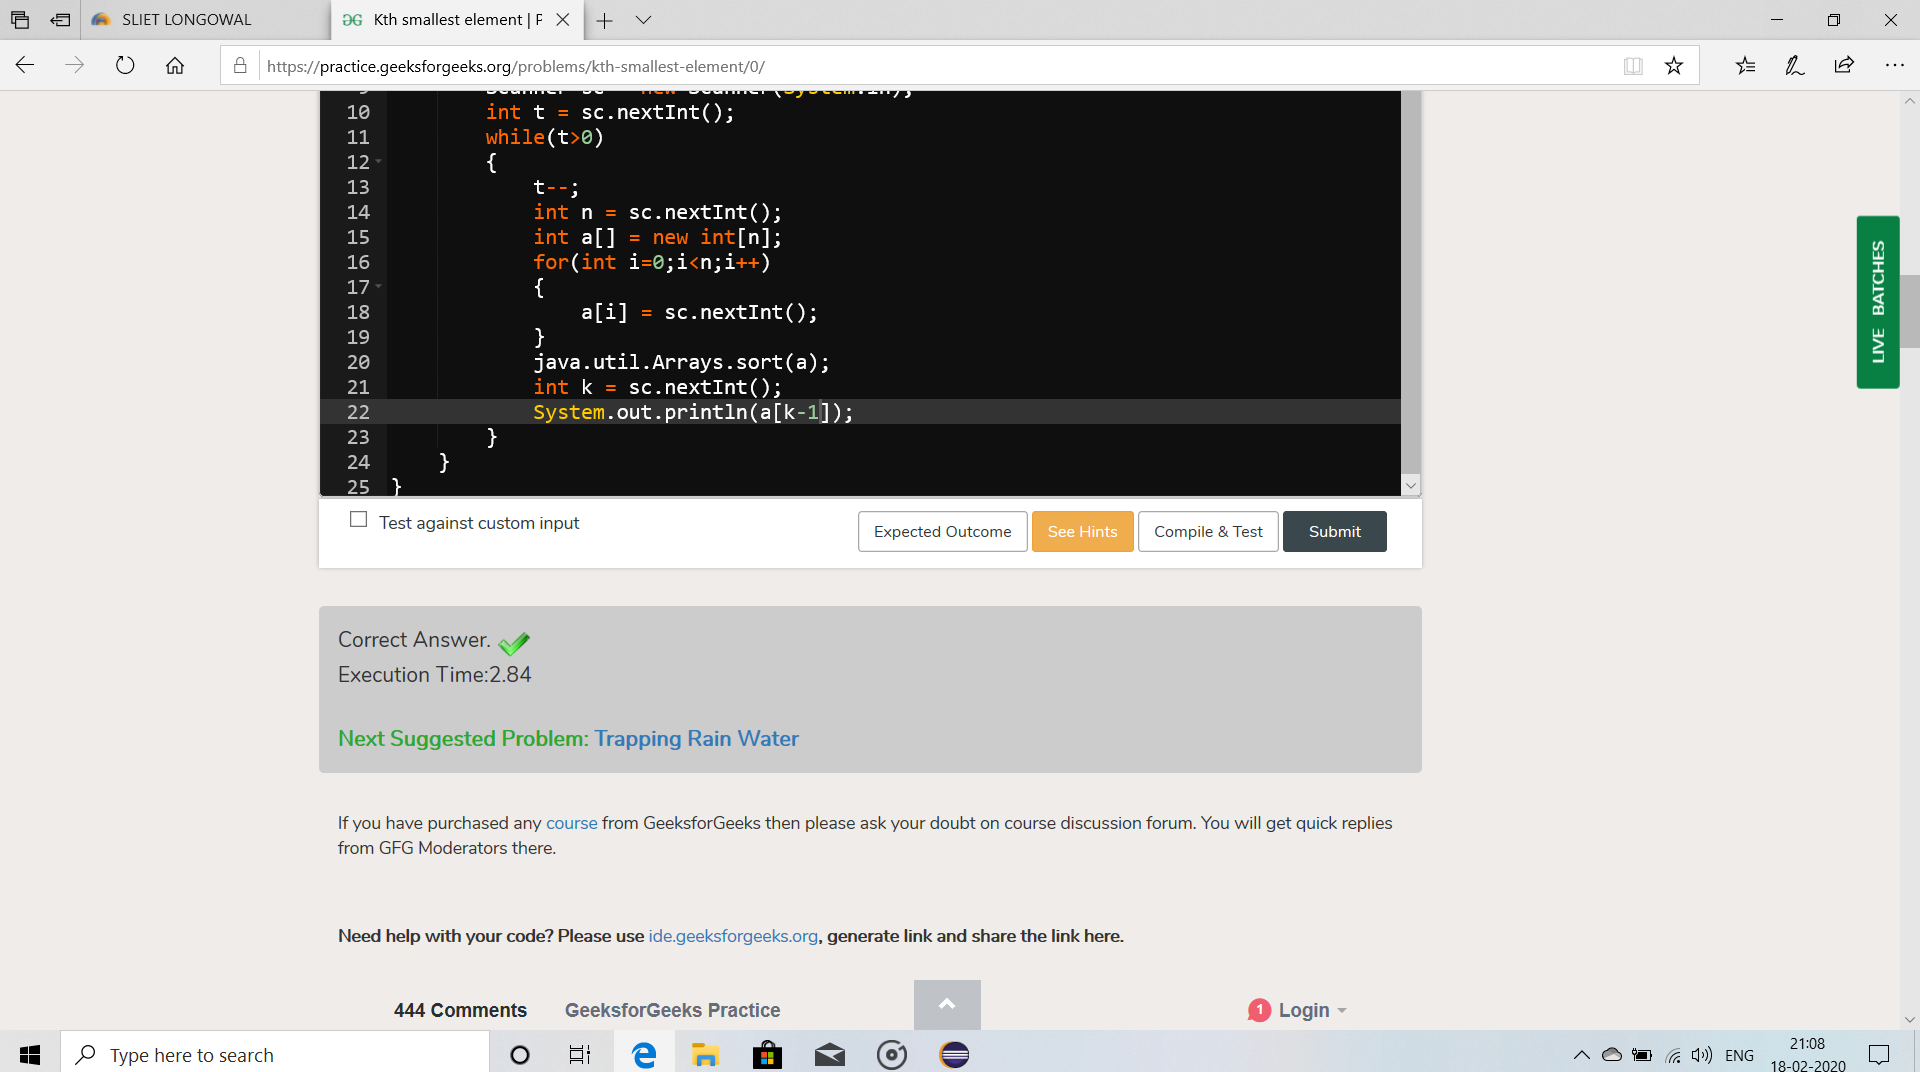 SLIET LONGOWAL
Kth smallest element | P
https://practice.geeksforgeeks.org/problems/kth-smallest-element/0/
9 Scanner sc = new Scanner(System.in);
10 int t = sc.nextInt();
11 while(t>0)
12 {
13 t--;
14 int n = sc.nextInt();
15 int a[] = new int[n];
16 for(int i=0;i<n;i++)
17 {
18 a[i] = sc.nextInt();
19 }
20 java.util.Arrays.sort(a);
21 int k = sc.nextInt();
22 System.out.println(a[k-1]);
23 }
24 }
25 }
LIVE BATCHES
Test against custom input
Expected Outcome
See Hints
Compile & Test
Submit
Correct Answer.
Execution Time:2.84
Next Suggested Problem: Trapping Rain Water
If you have purchased any course from GeeksforGeeks then please ask your doubt on course discussion forum. You will get quick replies
from GFG Moderators there.
Need help with your code? Please use ide.geeksforgeeks.org, generate link and share the link here.
444 Comments GeeksforGeeks Practice 1 Login
Type here to search
ENG
21:08
18-02-2020